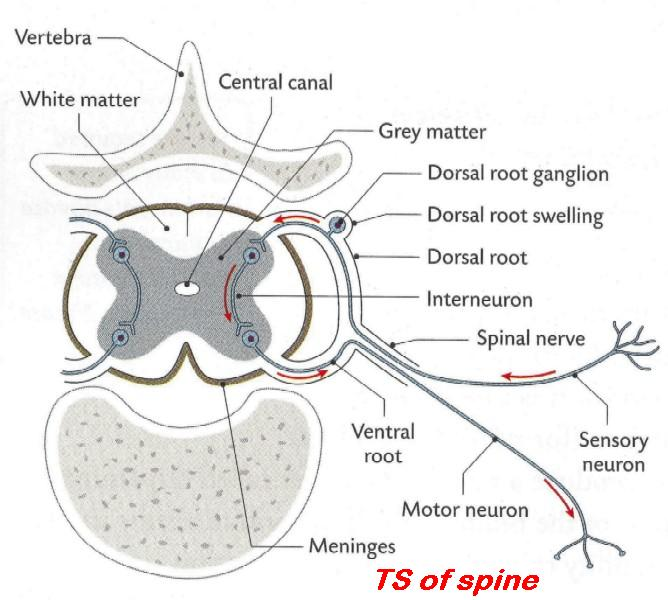 Vertebra
White matter
Central canal
Grey matter
Dorsal root ganglion
Dorsal root swelling
Dorsal root
Interneuron
Spinal nerve
Ventral
root
Sensory
neuron
Motor neuron
Meninges
TS of spine